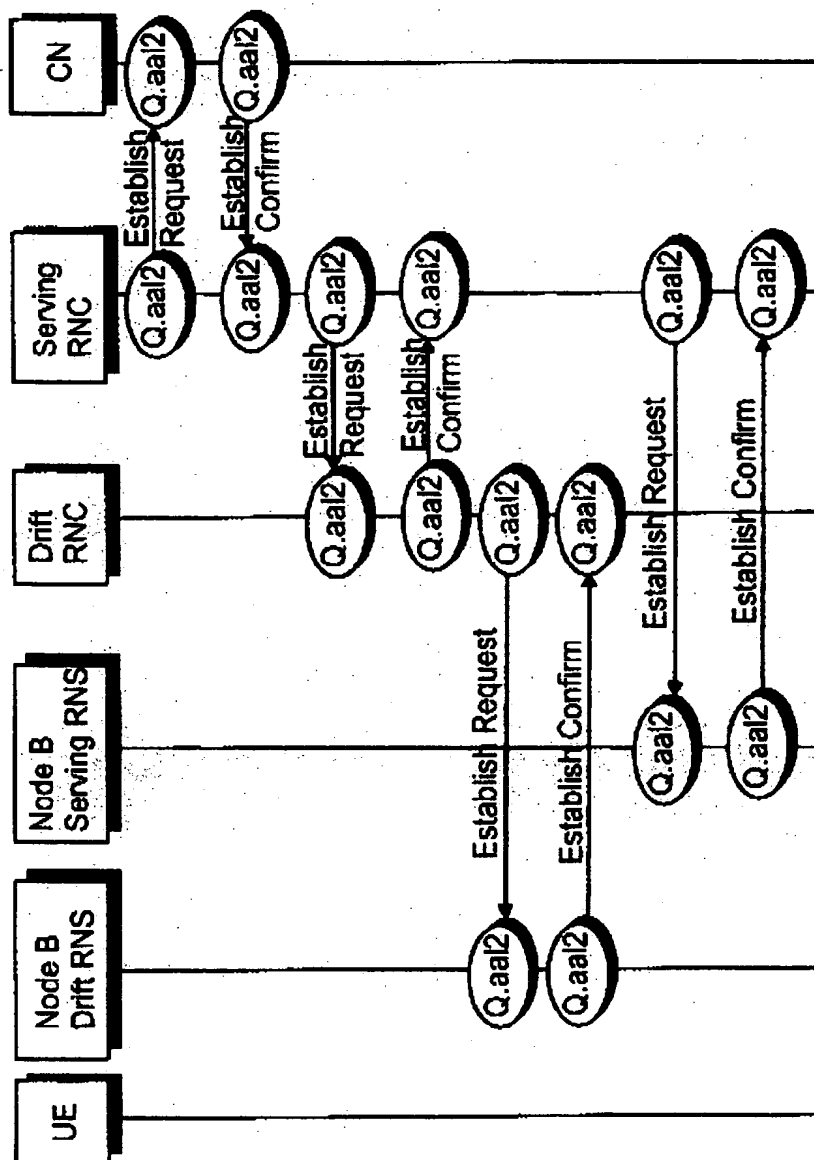 UE
Node B
Drift RNS
Node B
Serving RNS
Drift
RNC
Serving
RNC
CN
Q.aal2
Establish
Request
Q.aal2
Q.aal2
Establish
Confirm
Q.aal2
Q.aal2
Establish
Request
Q.aal2
Q.aal2
Establish
Confirm
Q.aal2
Q.aal2
Establish Request
Q.aal2
Q.aal2
Establish Confirm
Q.aal2
Q.aal2
Establish Request
Q.aal2
Q.aal2
Establish Confirm
Q.aal2